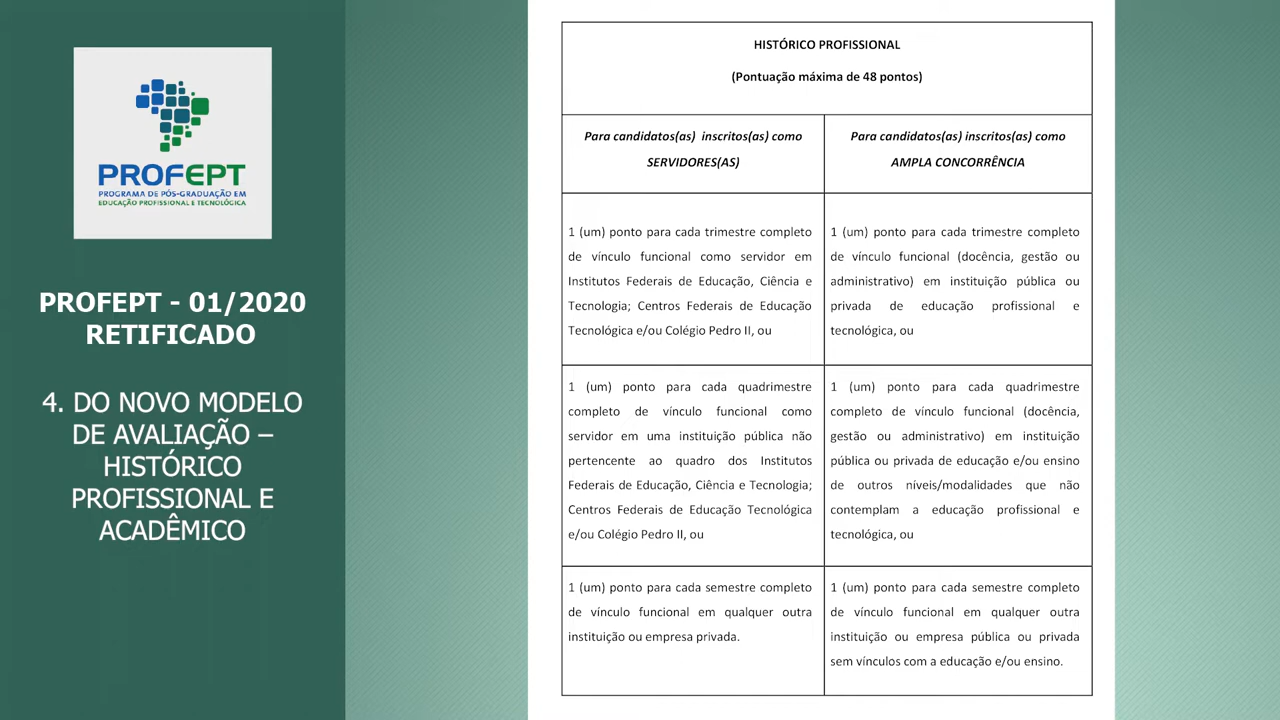 PROFEPT
PROGRAMA DE PÓS-GRADUAÇÃO EM
EDUCAÇÃO PROFISSIONAL E TECNOLÓGICA
PROFEPT - 01/2020
RETIFICADO
4. DO NOVO MODELO
DE AVALIAÇÃO –
HISTÓRICO
PROFISSIONAL E
ACADÊMICO
HISTÓRICO PROFISSIONAL
(Pontuação máxima de 48 pontos)
Para candidatos(as) inscritos(as) como
SERVIDORES(AS)
Para candidatos(as) inscritos(as) como
AMPLA CONCORRÊNCIA
1 (um) ponto para cada trimestre completo
de vínculo funcional como servidor em
Institutos Federais de Educação, Ciência e
Tecnologia; Centros Federais de Educação
Tecnológica e/ou Colégio Pedro II, ou
1 (um) ponto para cada trimestre completo
de vínculo funcional (docência, gestão ou
administrativo) em instituição pública ou
privada de educação profissional e
tecnológica, ou
1 (um) ponto para cada quadrimestre
completo de vínculo funcional como
servidor em uma instituição pública não
pertencente ao quadro dos Institutos
Federais de Educação, Ciência e Tecnologia;
Centros Federais de Educação Tecnológica
e/ou Colégio Pedro II, ou
1 (um) ponto para cada quadrimestre
completo de vínculo funcional (docência,
gestão ou administrativo) em instituição
pública ou privada de educação e/ou ensino
de outros níveis/modalidades que não
contemplam a educação profissional e
tecnológica, ou
1 (um) ponto para cada semestre completo
de vínculo funcional em qualquer outra
instituição ou empresa privada.
1 (um) ponto para cada semestre completo
de vínculo funcional em qualquer outra
instituição ou empresa pública ou privada
sem vínculos com a educação e/ou ensino.